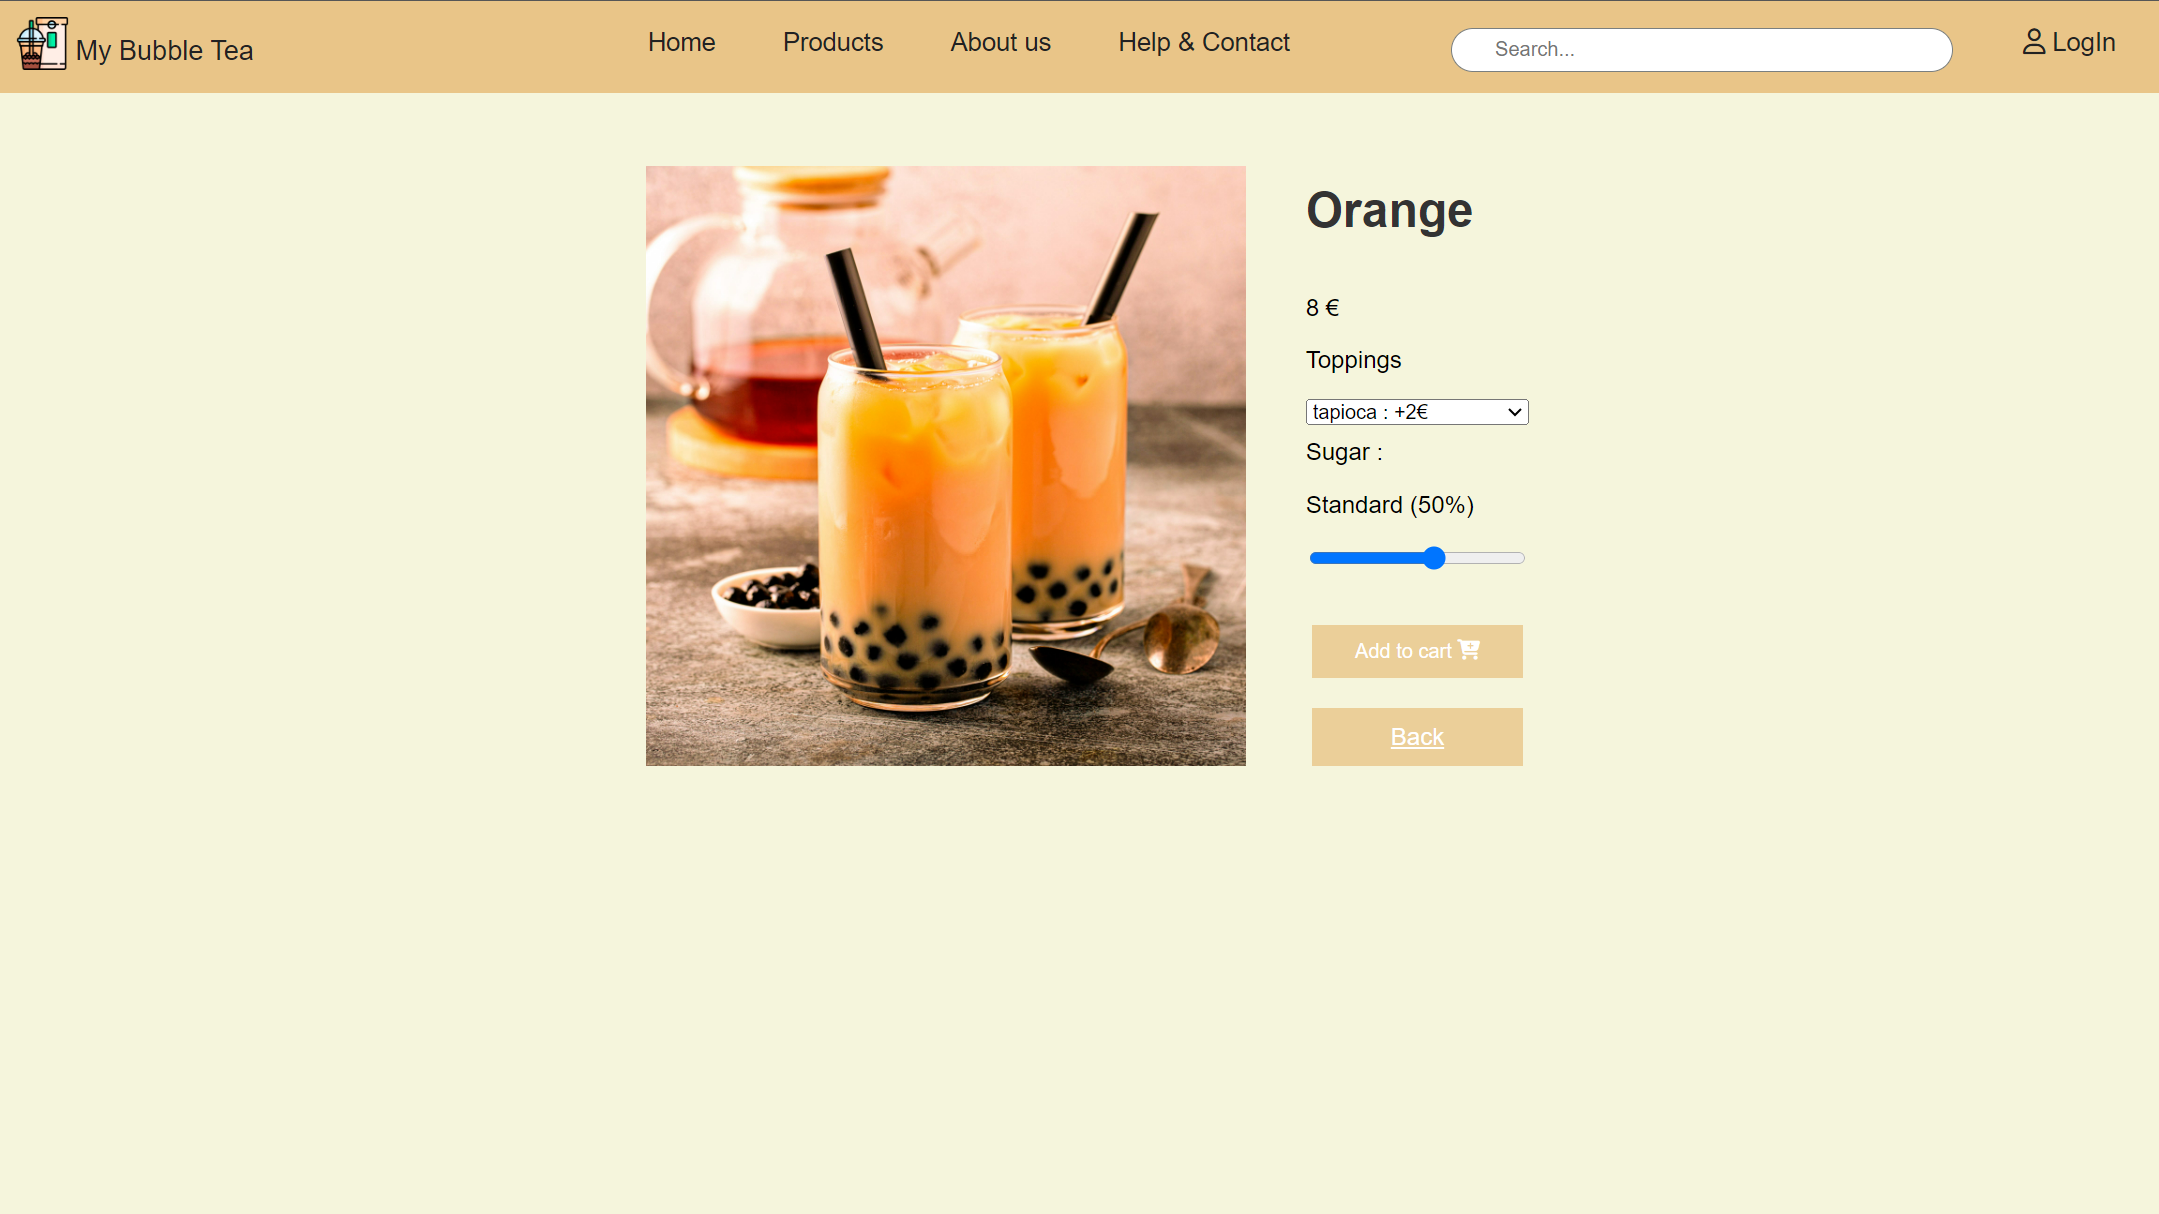 My Bubble Tea
Home
Products
About us
Help & Contact
Search...
LogIn
Orange
8 €
Toppings
tapioca : +2€
Sugar :
Standard (50%)
Add to cart
Back